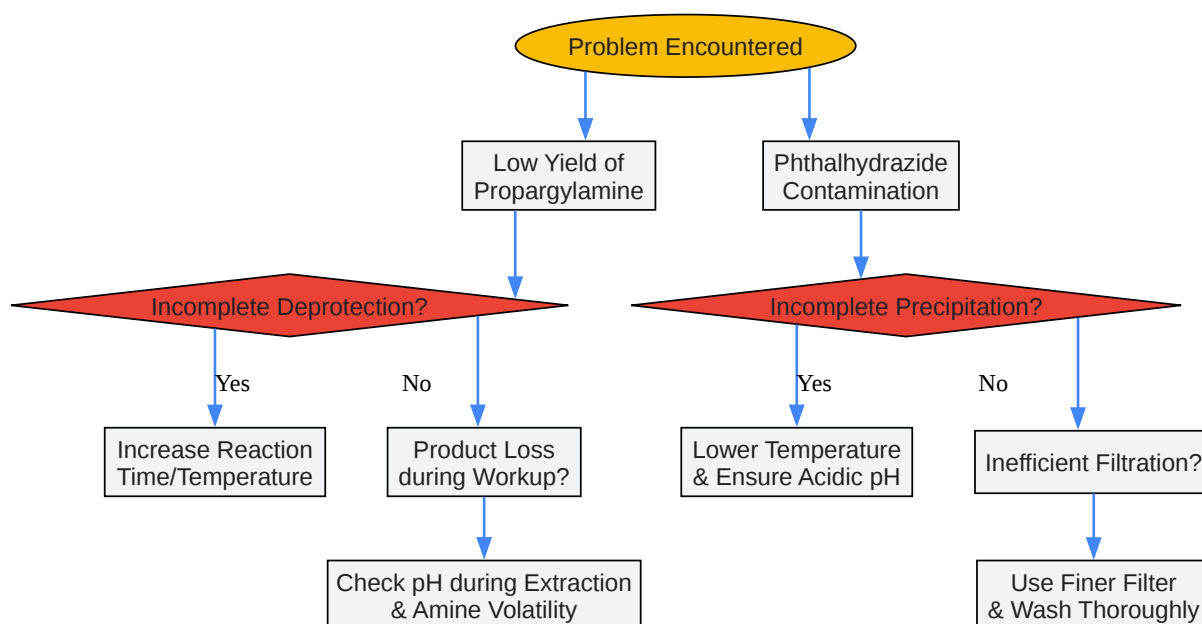 Problem Encountered
Low Yield of
Propargylamine
Phthalhydrazide
Contamination
Incomplete Deprotection?
Incomplete Precipitation?
Yes
No
Yes
No
Increase Reaction
Time/Temperature
Product Loss
during Workup?
Lower Temperature
& Ensure Acidic pH
Inefficient Filtration?
Check pH during Extraction
& Amine Volatility
Use Finer Filter
& Wash Thoroughly